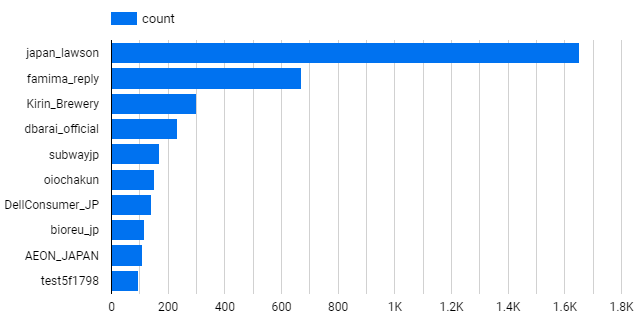 count
japan_lawson
famima_reply
Kirin_Brewery
dbarai_official
subwayjp
oiochakun
DellConsumer_JP
bioreu_jp
AEON_JAPAN
test5f1798
0 200 400 600 800 1K 1.2K 1.4K 1.6K 1.8K